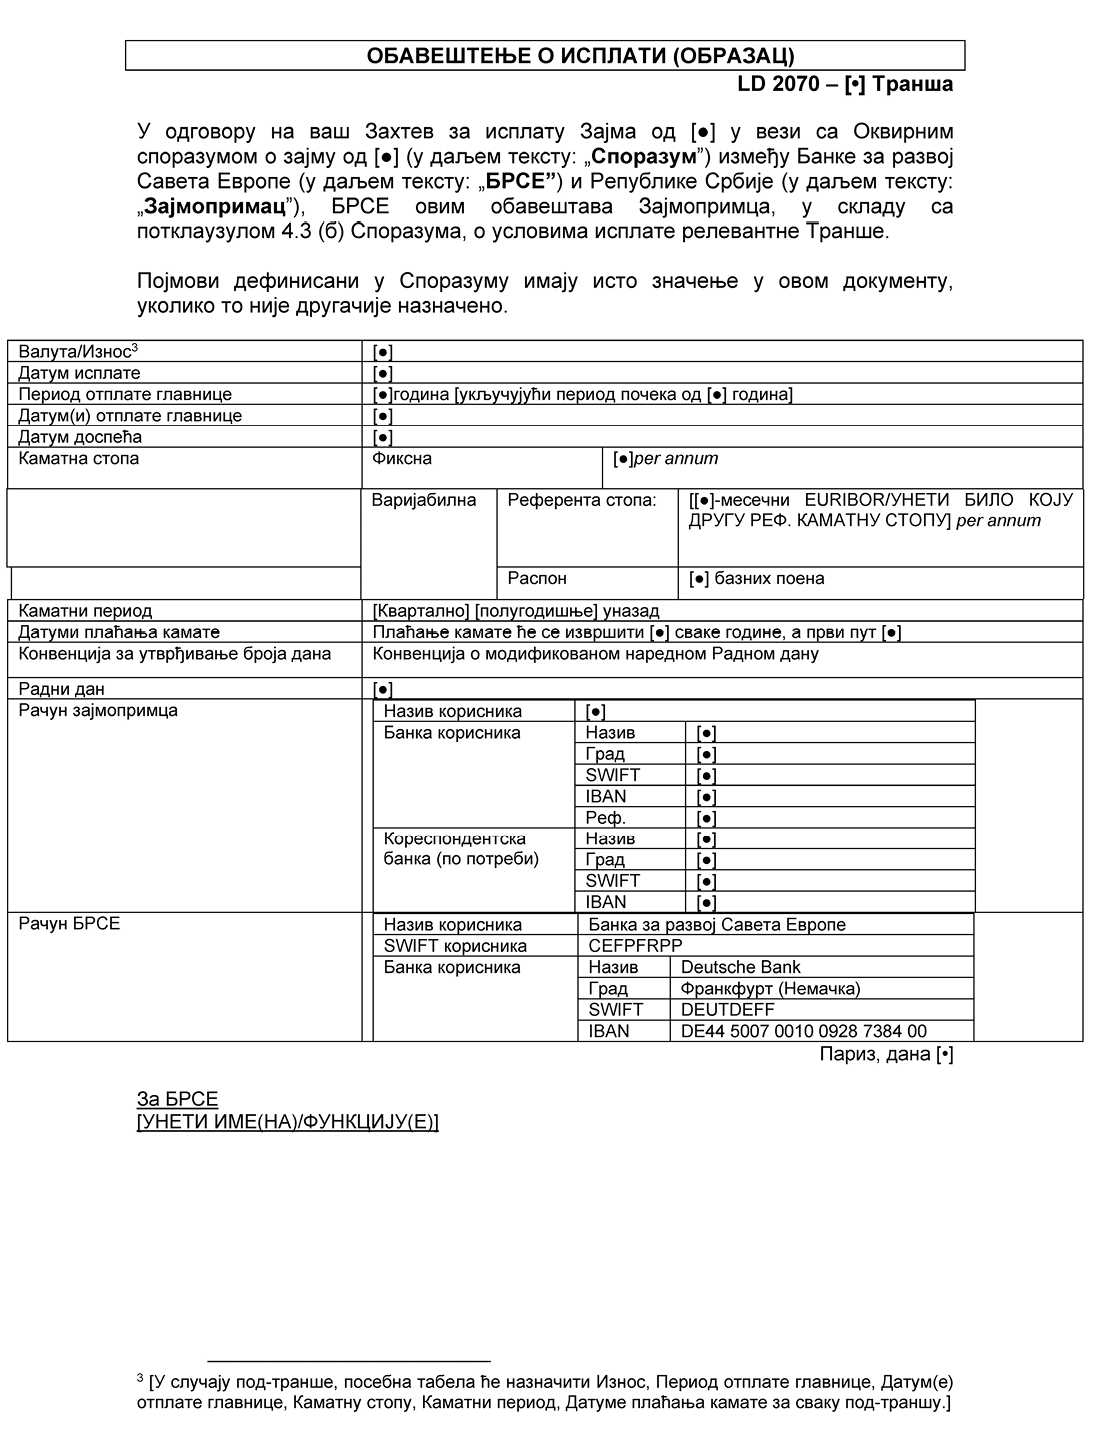 ОБАВЕШТЕЊЕ О ИСПЛАТИ (ОБРАЗАЦ)
LD 2070 – [•] Транша
У одговору на ваш Захтев за исплату Зајма од [●] у вези са Оквирним
споразумом о зајму од [●] (у даљем тексту: „Споразум”) између Банке за развој
Савета Европе (у даљем тексту: „БРСЕ”) и Републике Србије (у даљем тексту:
„Зајмопримац”), БРСЕ овим обавештава Зајмопримца, у складу са
потклаузулом 4.3 (б) Споразума, о условима исплате релевантне Транше.
Појмови дефинисани у Споразуму имају исто значење у овом документу,
уколико то није другачије назначено.
Валута/Износ3 [●]
Датум исплате [●]
Период отплате главнице [●]година [укључујући период почека од [●] година]
Датум(и) отплате главнице [●]
Датум доспећа [●]
Каматна стопа Фиксна [●]per annum
Варијабилна Референта стопа: [[●]-месечни EURIBOR/УНЕТИ БИЛО КОЈУ
ДРУГУ РЕФ. КАМАТНУ СТОПУ] per annum
Распон [●] базних поена
Каматни период [Квартално] [полугодишње] уназад
Датуми плаћања камате Плаћање камате ће се извршити [●] сваке године, а први пут [●]
Конвенција за утврђивање броја дана Конвенција о модификованом наредном Радном дану
Радни дан [●]
Рачун зајмопримца Назив корисника [●]
Банка корисника Назив [●]
Град [●]
SWIFT [●]
IBAN [●]
Реф. [●]
Кореспондентска Назив [●]
банка (по потреби) Град [●]
SWIFT [●]
IBAN [●]
Рачун БРСЕ Назив корисника Банка за развој Савета Европе
SWIFT корисника CEFPFRPP
Банка корисника Назив Deutsche Bank
Град Франкфурт (Немачка)
SWIFT DEUTDEFF
IBAN DE44 5007 0010 0928 7384 00
Париз, дана [•]
За БРСЕ
[УНЕТИ ИМЕ(НА)/ФУНКЦИЈУ(Е)]
3 [У случају под-транше, посебна табела ће назначити Износ, Период отплате главнице, Датум(е)
отплате главнице, Каматну стопу, Каматни период, Датуме плаћања камате за сваку под-траншу.]